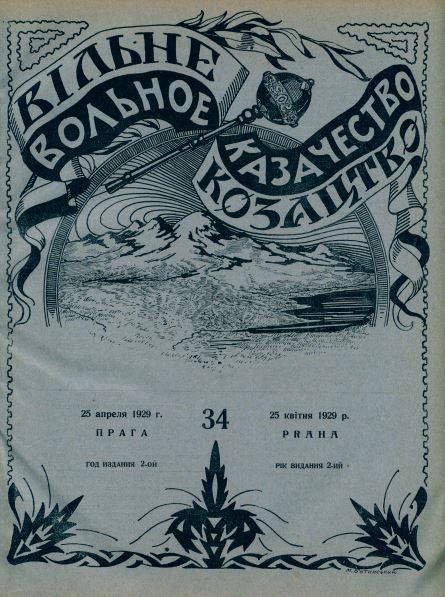 ВІЛЬНЕ
ВОЛЬНОЕ
КАЗАЧЕСТВО
КОЗАЦТВО
25 апреля 1929 г.
ПРАГА
ГОД ИЗДАНИЯ 2-ОЙ
34
25 квітня 1929 р.
PRAHA
РІК ВИДАННЯ 2-ИЙ